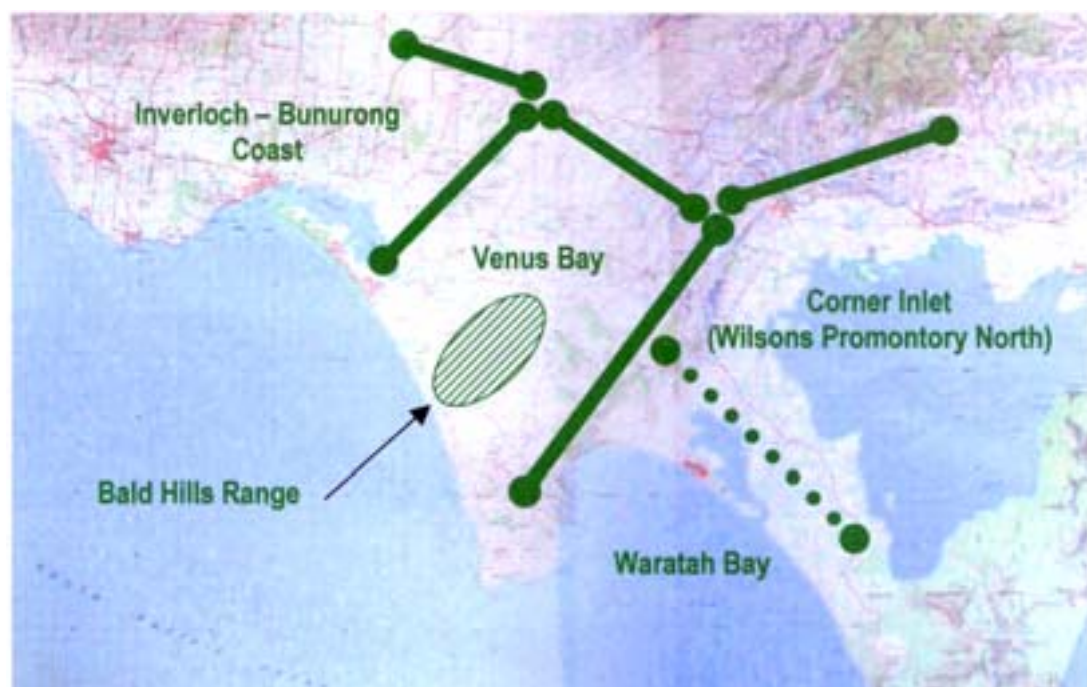 Inverloch – Bunurong
Coast
Venus Bay
Corner Inlet
(Wilsons Promontory North)
Bald Hills Range
Waratah Bay